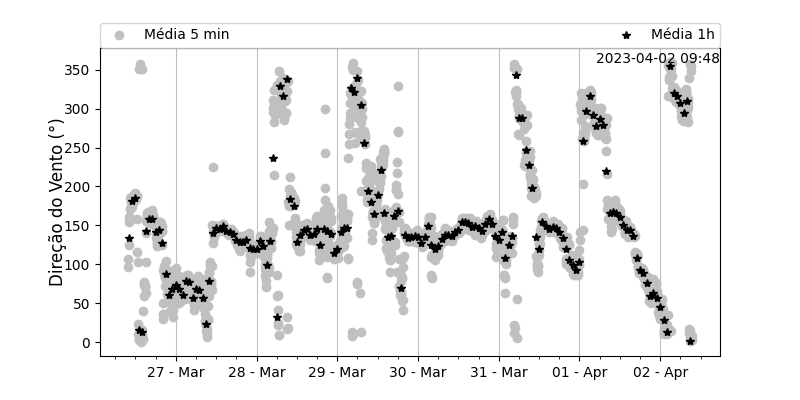 Média 5 min
Média 1h
2023-04-02 09:48
Direção do Vento (°)
350
300
250
200
150
100
50
0
27 - Mar
28 - Mar
29 - Mar
30 - Mar
31 - Mar
01 - Apr
02 - Apr